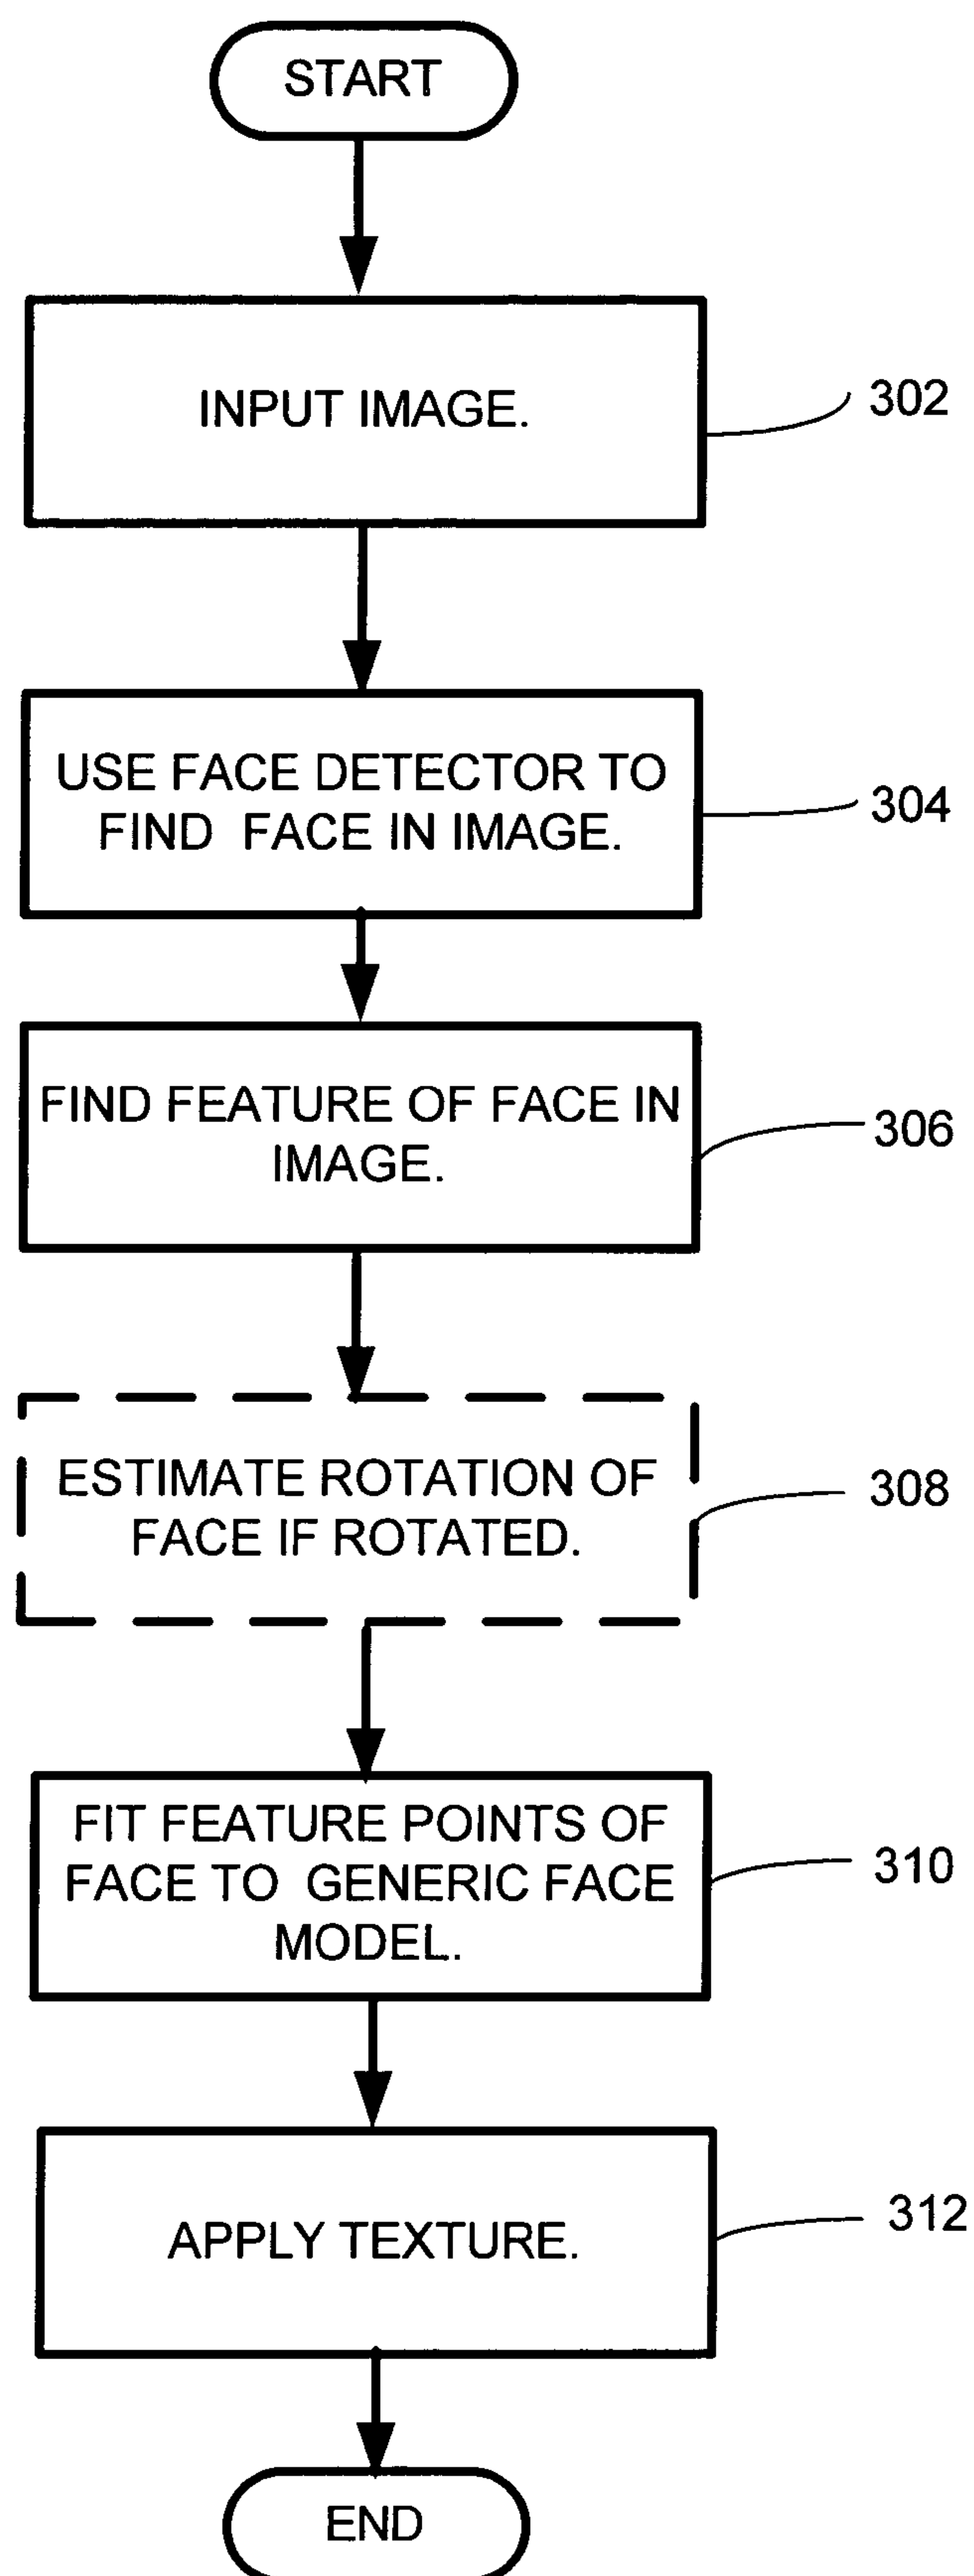 START
INPUT IMAGE.
302
USE FACE DETECTOR TO
FIND FACE IN IMAGE.
304
FIND FEATURE OF FACE IN
IMAGE.
306
ESTIMATE ROTATION OF
FACE IF ROTATED.
308
FIT FEATURE POINTS OF
FACE TO GENERIC FACE
MODEL.
310
APPLY TEXTURE.
312
END